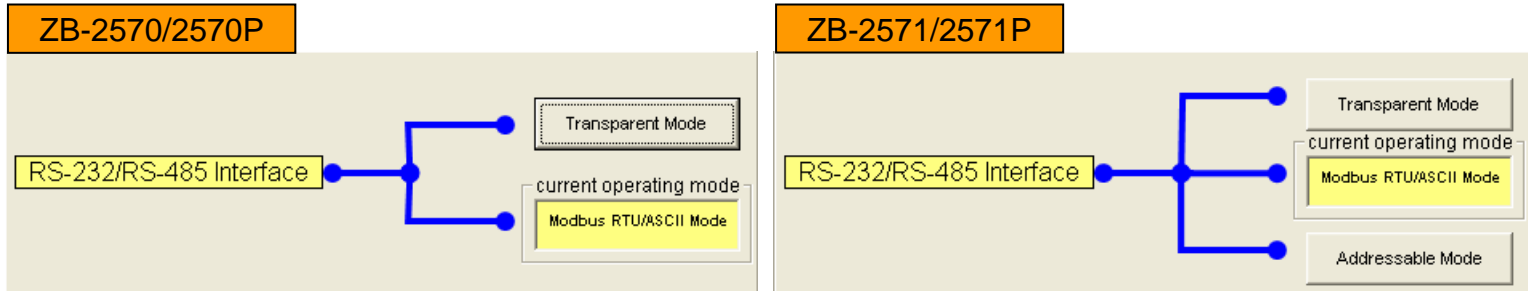 ZB-2570/2570P
RS-232/RS-485 Interface
Transparent Mode
current operating mode
Modbus RTU/ASCII Mode
ZB-2571/2571P
RS-232/RS-485 Interface
Transparent Mode
current operating mode
Modbus RTU/ASCII Mode
Addressable Mode